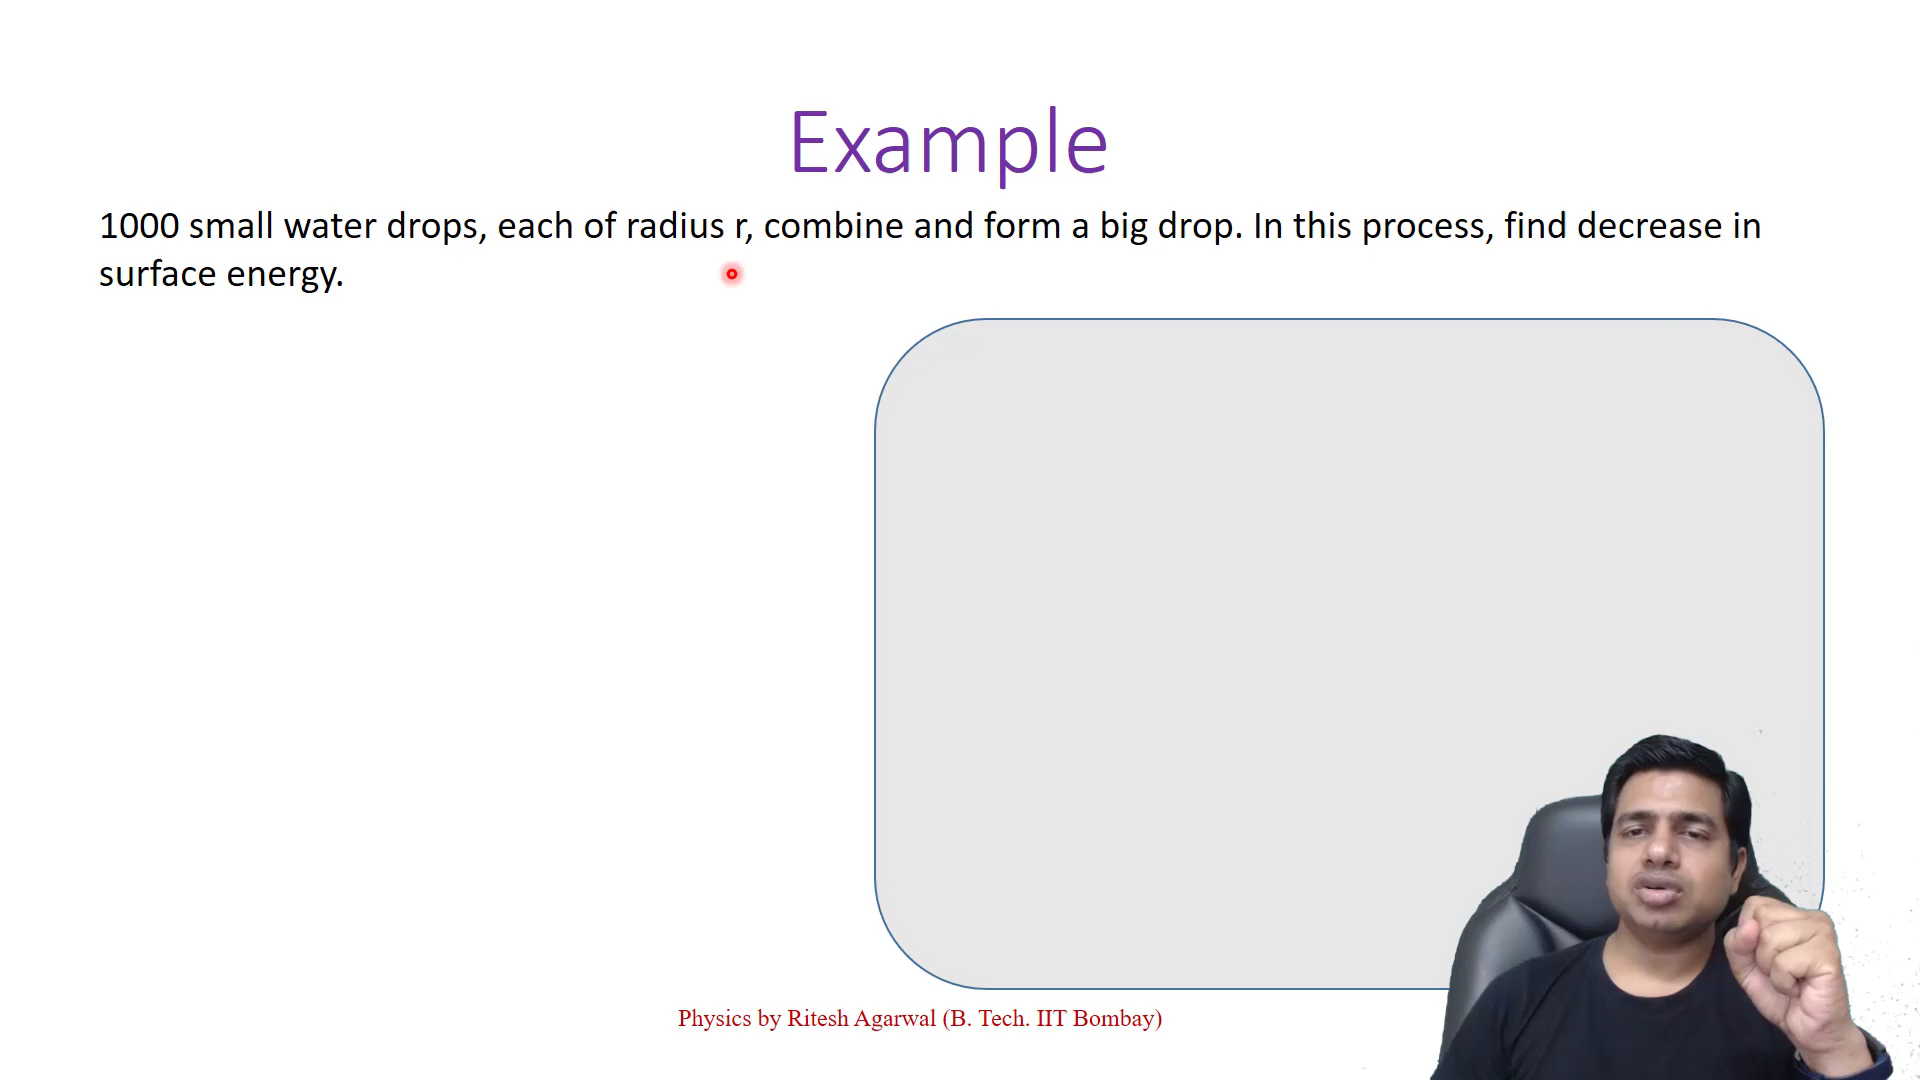 Example
1000 small water drops, each of radius r, combine and form a big drop. In this process, find decrease in
surface energy.
Physics by Ritesh Agarwal (B. Tech. IIT Bombay)